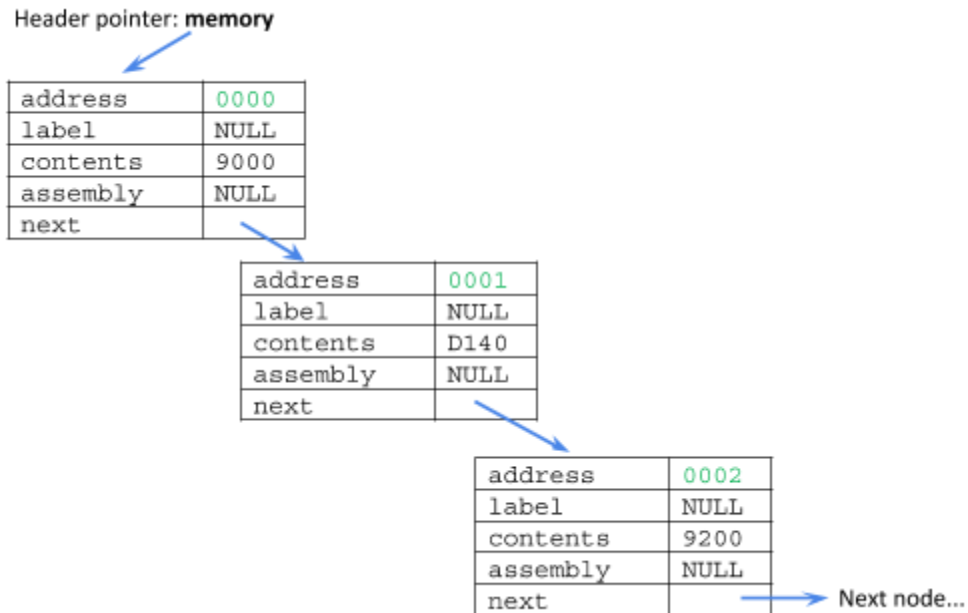 Header pointer: memory
address 0000
label NULL
contents 9000
assembly NULL
next
address 0001
label NULL
contents D140
assembly NULL
next
address 0002
label NULL
contents 9200
assembly NULL
next
Next node...